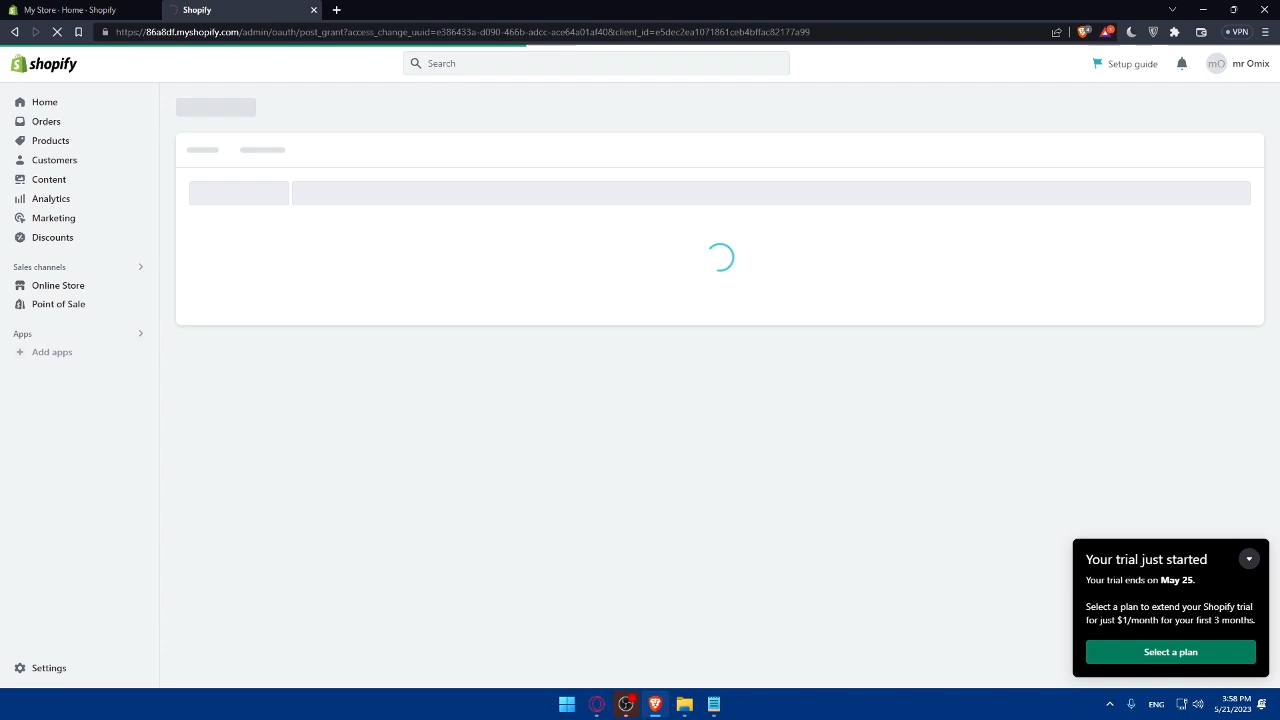 My Store · Home · Shopify
Shopify
https://86a8df.myshopify.com/admin/oauth/post_grant?access_change_uuid=e386433a-d090-466b-adcc-ace64a01af40&client_id=e5dec2ea1071861ceb4bffac82177a99
VPN
shopify
Search
Setup guide
mO
mr Omix
Home
Orders
Products
Customers
Content
Analytics
Marketing
Discounts
Sales channels
Online Store
Point of Sale
Apps
Add apps
Your trial just started
Your trial ends on May 25.
Select a plan to extend your Shopify trial
for just $1/month for your first 3 months.
Select a plan
Settings
ENG
3:58 PM
5/21/2023